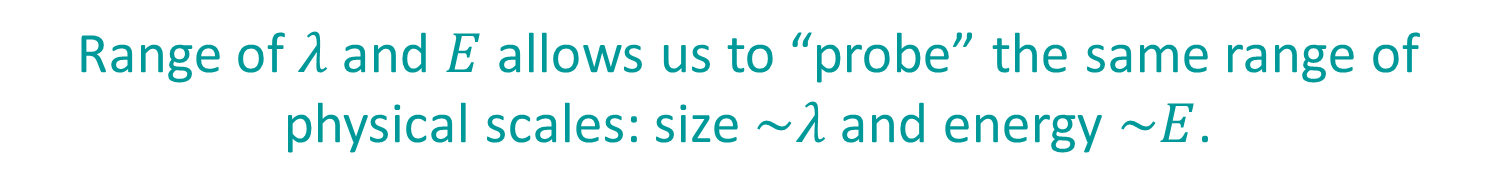 Range of λ and E allows us to “probe” the same range of
physical scales: size ~λ and energy ~E.